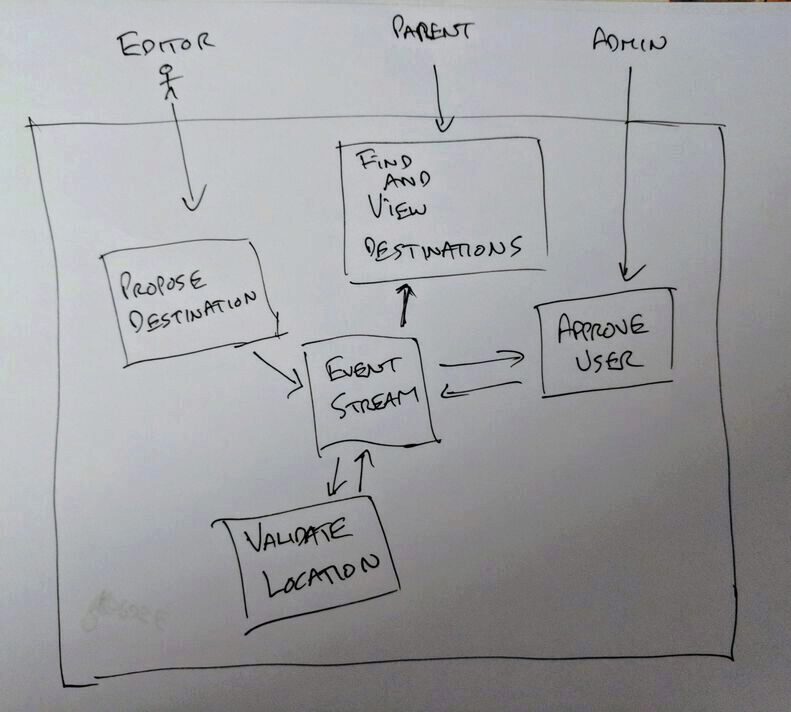 EDITOR
PARENT
ADMIN
FIND
AND
VIEW
DESTINATIONS
PROPOSE
DESTINATION
APPROVE
USER
EVENT
STREAM
VALIDATE
LOCATION